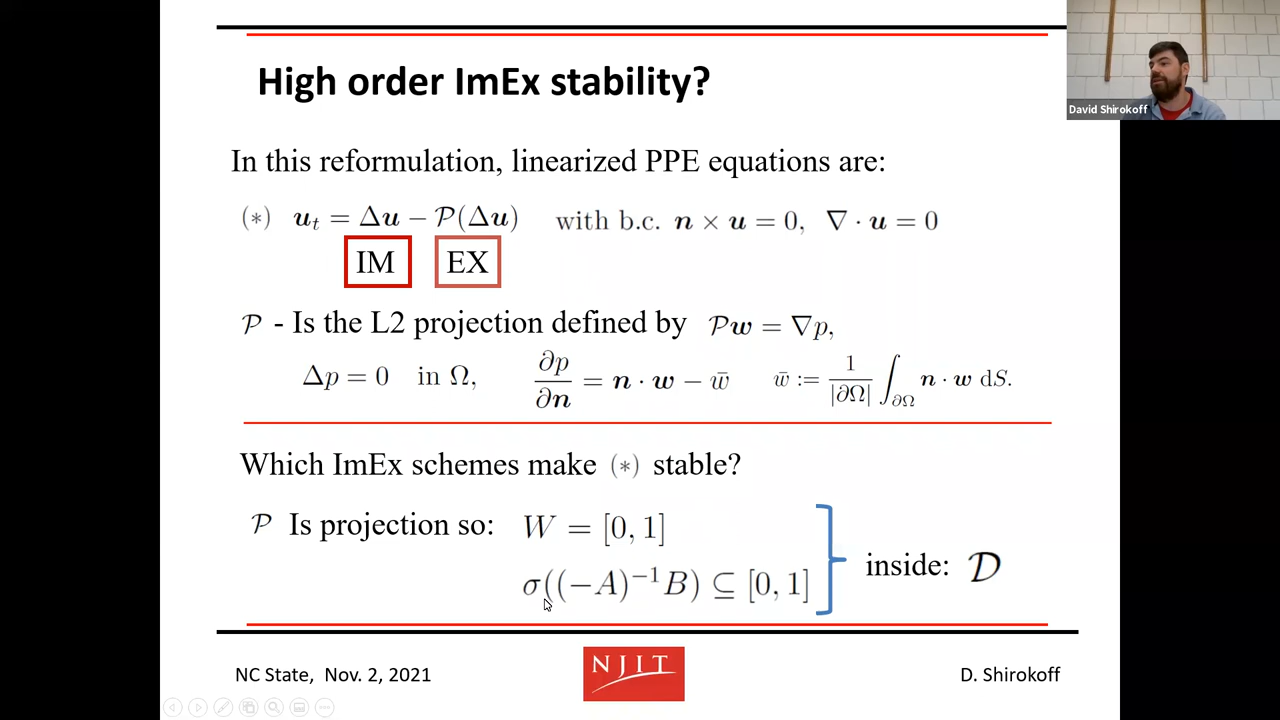 High order ImEx stability?
David Shirokoff
In this reformulation, linearized PPE equations are:
(∗) 𝒖ₜ = Δ𝒖 − 𝒫(Δ𝒖) with b.c. 𝒏 × 𝒖 = 0, ∇ · 𝒖 = 0
IM EX
𝒫 - Is the L2 projection defined by 𝒫𝒘 = ∇p,
Δp = 0 in Ω, ∂p/∂𝒏 = 𝒏 · 𝒘 − w̄ w̄ := 1/|∂Ω| ∫_∂Ω 𝒏 · 𝒘 dS.
Which ImEx schemes make (∗) stable?
𝒫 Is projection so: W = [0, 1]
σ((−A)⁻¹B) ⊆ [0, 1]
inside: 𝒟
NC State, Nov. 2, 2021
NJIT
D. Shirokoff